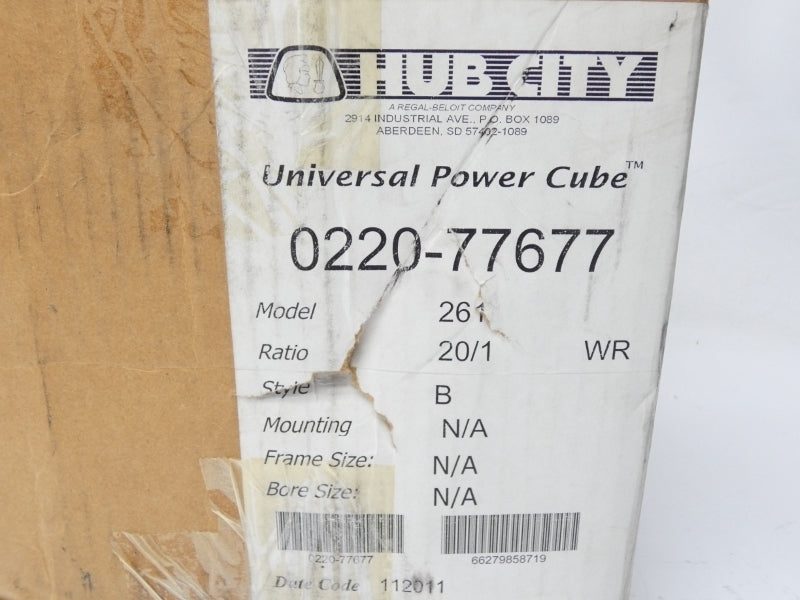 HUB CITY
A REGAL-BELOIT COMPANY
2914 INDUSTRIAL AVE., P.O. BOX 1089
ABERDEEN, SD 57402-1089
Universal Power Cube™
0220-77677
Model 261
Ratio 20/1 WR
Style B
Mounting N/A
Frame Size: N/A
Bore Size: N/A
0220-77677 66279858719
Date Code 112011